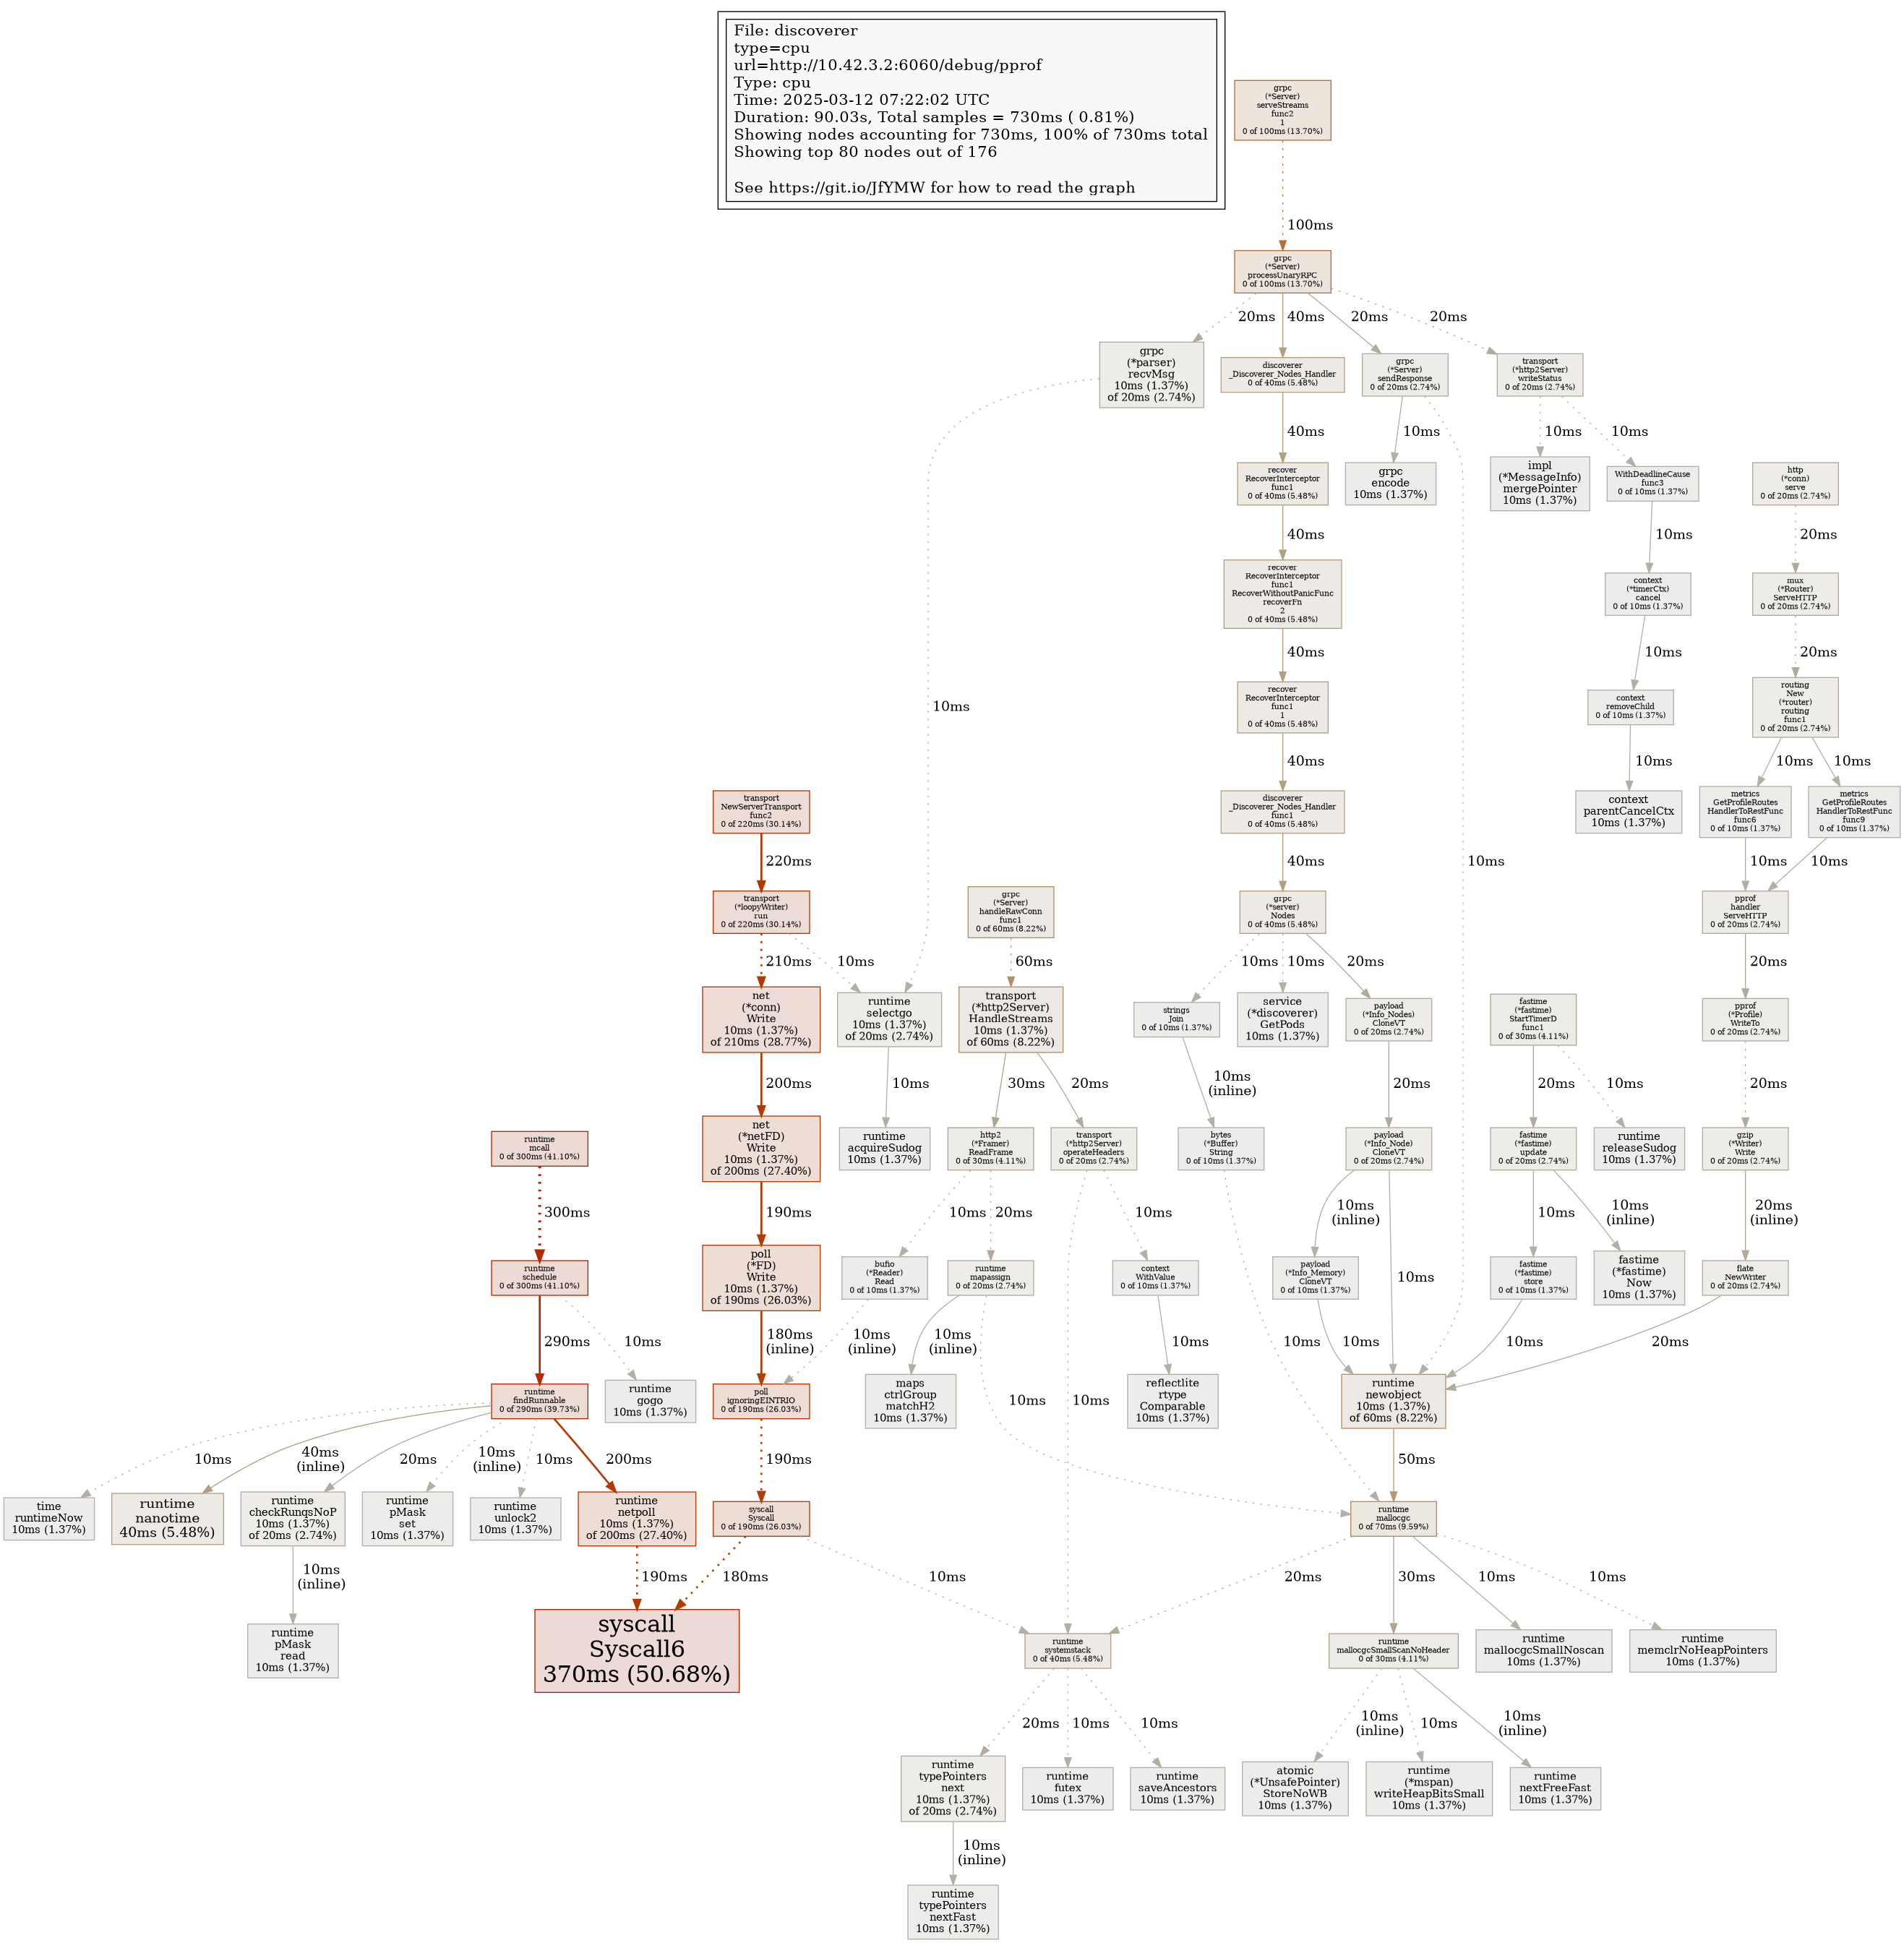 File: discoverer
type=cpu
url=http://10.42.3.2:6060/debug/pprof
Type: cpu
Time: 2025-03-12 07:22:02 UTC
Duration: 90.03s, Total samples = 730ms ( 0.81%)
Showing nodes accounting for 730ms, 100% of 730ms total
Showing top 80 nodes out of 176
See https://git.io/JfYMW for how to read the graph
grpc
(*Server)
serveStreams
func2
1
0 of 100ms (13.70%)
100ms
grpc
(*Server)
processUnaryRPC
0 of 100ms (13.70%)
20ms
40ms
20ms
20ms
grpc
(*parser)
recvMsg
10ms (1.37%)
of 20ms (2.74%)
discoverer
_Discoverer_Nodes_Handler
0 of 40ms (5.48%)
grpc
(*Server)
sendResponse
0 of 20ms (2.74%)
transport
(*http2Server)
writeStatus
0 of 20ms (2.74%)
40ms
10ms
10ms
10ms
recover
RecoverInterceptor
func1
0 of 40ms (5.48%)
grpc
encode
10ms (1.37%)
impl
(*MessageInfo)
mergePointer
10ms (1.37%)
WithDeadlineCause
func3
0 of 10ms (1.37%)
http
(*conn)
serve
0 of 20ms (2.74%)
40ms
10ms
20ms
recover
RecoverInterceptor
func1
RecoverWithoutPanicFunc
recoverFn
2
0 of 40ms (5.48%)
context
(*timerCtx)
cancel
0 of 10ms (1.37%)
mux
(*Router)
ServeHTTP
0 of 20ms (2.74%)
40ms
10ms
20ms
10ms
recover
RecoverInterceptor
func1
1
0 of 40ms (5.48%)
context
removeChild
0 of 10ms (1.37%)
routing
New
(*router)
routing
func1
0 of 20ms (2.74%)
40ms
10ms
10ms
10ms
transport
NewServerTransport
func2
0 of 220ms (30.14%)
discoverer
_Discoverer_Nodes_Handler
func1
0 of 40ms (5.48%)
context
parentCancelCtx
10ms (1.37%)
metrics
GetProfileRoutes
HandlerToRestFunc
func6
0 of 10ms (1.37%)
metrics
GetProfileRoutes
HandlerToRestFunc
func9
0 of 10ms (1.37%)
220ms
40ms
10ms
10ms
10ms
transport
(*loopyWriter)
run
0 of 220ms (30.14%)
grpc
(*Server)
handleRawConn
func1
0 of 60ms (8.22%)
grpc
(*server)
Nodes
0 of 40ms (5.48%)
pprof
handler
ServeHTTP
0 of 20ms (2.74%)
210ms
10ms
60ms
10ms
10ms
20ms
20ms
net
(*conn)
Write
10ms (1.37%)
of 210ms (28.77%)
runtime
selectgo
10ms (1.37%)
of 20ms (2.74%)
transport
(*http2Server)
HandleStreams
10ms (1.37%)
of 60ms (8.22%)
strings
Join
0 of 10ms (1.37%)
service
(*discoverer)
GetPods
10ms (1.37%)
payload
(*Info_Nodes)
CloneVT
0 of 20ms (2.74%)
fastime
(*fastime)
StartTimerD
func1
0 of 30ms (4.11%)
pprof
(*Profile)
WriteTo
0 of 20ms (2.74%)
200ms
10ms
30ms
20ms
10ms
(inline)
20ms
20ms
10ms
20ms
runtime
mcall
0 of 300ms (41.10%)
net
(*netFD)
Write
10ms (1.37%)
of 200ms (27.40%)
runtime
acquireSudog
10ms (1.37%)
http2
(*Framer)
ReadFrame
0 of 30ms (4.11%)
transport
(*http2Server)
operateHeaders
0 of 20ms (2.74%)
bytes
(*Buffer)
String
0 of 10ms (1.37%)
payload
(*Info_Node)
CloneVT
0 of 20ms (2.74%)
fastime
(*fastime)
update
0 of 20ms (2.74%)
runtime
releaseSudog
10ms (1.37%)
gzip
(*Writer)
Write
0 of 20ms (2.74%)
300ms
190ms
10ms
20ms
10ms
10ms
(inline)
10ms
10ms
(inline)
20ms
(inline)
runtime
schedule
0 of 300ms (41.10%)
poll
(*FD)
Write
10ms (1.37%)
of 190ms (26.03%)
bufio
(*Reader)
Read
0 of 10ms (1.37%)
runtime
mapassign
0 of 20ms (2.74%)
context
WithValue
0 of 10ms (1.37%)
payload
(*Info_Memory)
CloneVT
0 of 10ms (1.37%)
10ms
fastime
(*fastime)
store
0 of 10ms (1.37%)
fastime
(*fastime)
Now
10ms (1.37%)
flate
NewWriter
0 of 20ms (2.74%)
290ms
10ms
180ms
(inline)
10ms
(inline)
10ms
(inline)
10ms
10ms
10ms
10ms
20ms
runtime
findRunnable
0 of 290ms (39.73%)
runtime
gogo
10ms (1.37%)
poll
ignoringEINTRIO
0 of 190ms (26.03%)
maps
ctrlGroup
matchH2
10ms (1.37%)
10ms
10ms
reflectlite
rtype
Comparable
10ms (1.37%)
runtime
newobject
10ms (1.37%)
of 60ms (8.22%)
10ms
40ms
(inline)
20ms
10ms
(inline)
10ms
200ms
190ms
50ms
time
runtimeNow
10ms (1.37%)
runtime
nanotime
40ms (5.48%)
runtime
checkRunqsNoP
10ms (1.37%)
of 20ms (2.74%)
runtime
pMask
set
10ms (1.37%)
runtime
unlock2
10ms (1.37%)
runtime
netpoll
10ms (1.37%)
of 200ms (27.40%)
syscall
Syscall
0 of 190ms (26.03%)
runtime
mallocgc
0 of 70ms (9.59%)
10ms
(inline)
190ms
180ms
10ms
20ms
30ms
10ms
10ms
runtime
pMask
read
10ms (1.37%)
syscall
Syscall6
370ms (50.68%)
runtime
systemstack
0 of 40ms (5.48%)
runtime
mallocgcSmallScanNoHeader
0 of 30ms (4.11%)
runtime
mallocgcSmallNoscan
10ms (1.37%)
runtime
memclrNoHeapPointers
10ms (1.37%)
20ms
10ms
10ms
10ms
(inline)
10ms
10ms
(inline)
runtime
typePointers
next
10ms (1.37%)
of 20ms (2.74%)
runtime
futex
10ms (1.37%)
runtime
saveAncestors
10ms (1.37%)
atomic
(*UnsafePointer)
StoreNoWB
10ms (1.37%)
runtime
(*mspan)
writeHeapBitsSmall
10ms (1.37%)
runtime
nextFreeFast
10ms (1.37%)
10ms
(inline)
runtime
typePointers
nextFast
10ms (1.37%)